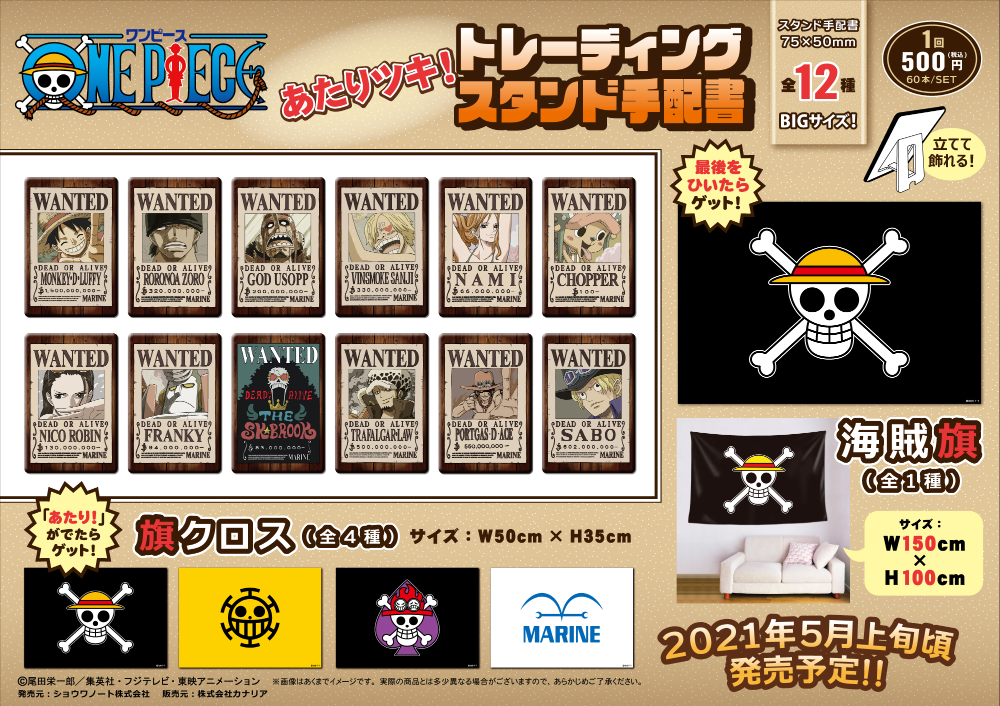 ワンピース
ONE PIECE
あたりツキ!
トレーディング
スタンド手配書
スタンド手配書
75×50mm
全12種
BIGサイズ!
1回
500円(税込)
60本/SET
立てて
飾れる!
WANTED
DEAD OR ALIVE
MONKEY・D・LUFFY
1,500,000,000-
MARINE
WANTED
DEAD OR ALIVE
RORONOA ZORO
320,000,000-
MARINE
WANTED
DEAD OR ALIVE
GOD USOPP
200,000,000-
MARINE
WANTED
DEAD OR ALIVE
VINSMOKE SANJI
330,000,000-
MARINE
WANTED
DEAD OR ALIVE
NAMI
66,000,000-
MARINE
WANTED
DEAD OR ALIVE
CHOPPER
100-
MARINE
WANTED
DEAD OR ALIVE
NICO ROBIN
130,000,000-
MARINE
WANTED
DEAD OR ALIVE
FRANKY
94,000,000-
MARINE
WANTED
DEAD OR ALIVE
THE
SK★BROOK
83,000,000-
MARINE
WANTED
DEAD OR ALIVE
TRAFALGAR・LAW
500,000,000-
MARINE
WANTED
DEAD OR ALIVE
PORTGAS・D・ACE
550,000,000-
MARINE
WANTED
DEAD OR ALIVE
SABO
602,000,000-
MARINE
最後を
ひいたら
ゲット!
©O/S・F・T
海賊旗
(全1種)
サイズ:
W150cm
×
H100cm
「あたり!」
がでたら
ゲット!
旗クロス(全4種) サイズ:W50cm × H35cm
©O/S・F・T
©O/S・F・T
©O/S・F・T
MARINE
©O/S・F・T
2021年5月上旬頃
発売予定!!
©尾田栄一郎/集英社・フジテレビ・東映アニメーション ※画像はあくまでイメージです。実際の商品とは多少異なる場合がございますので、あらかじめご了承ください。
発売元:ショウワノート株式会社 販売元:株式会社カナリア